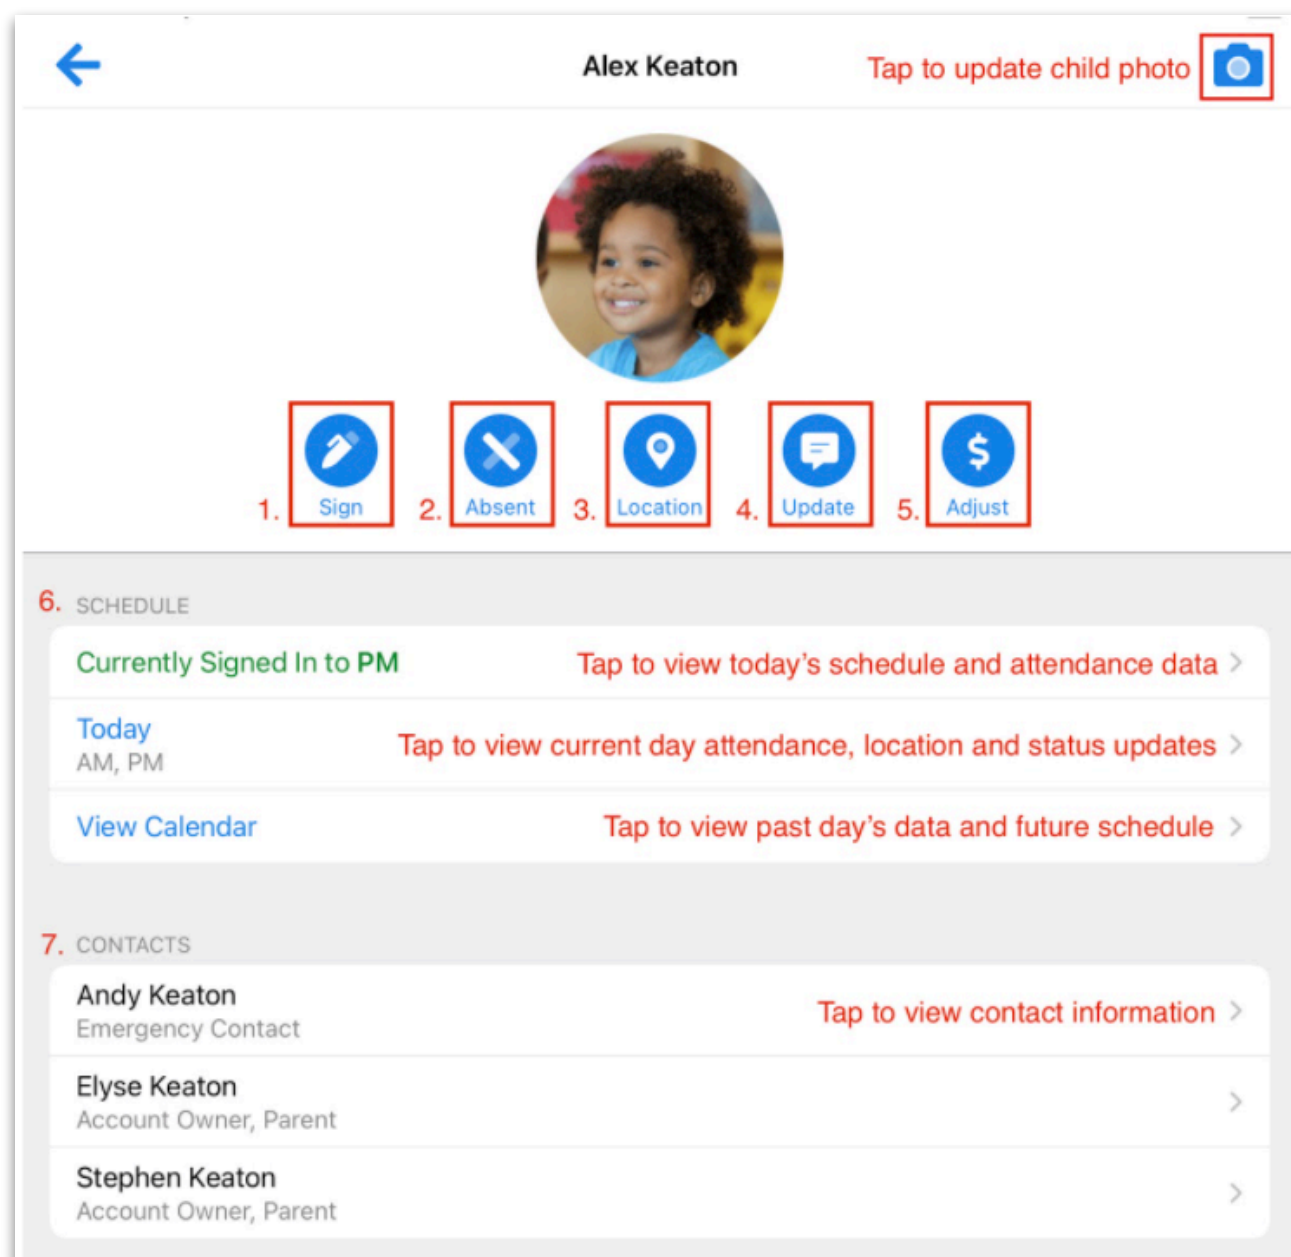 Alex Keaton Tap to update child photo
1. Sign 2. Absent 3. Location 4. Update 5. Adjust
6. SCHEDULE
Currently Signed In to PM Tap to view today's schedule and attendance data
Today
AM, PM Tap to view current day attendance, location and status updates
View Calendar Tap to view past day's data and future schedule
7. CONTACTS
Andy Keaton
Emergency Contact Tap to view contact information
Elyse Keaton
Account Owner, Parent
Stephen Keaton
Account Owner, Parent